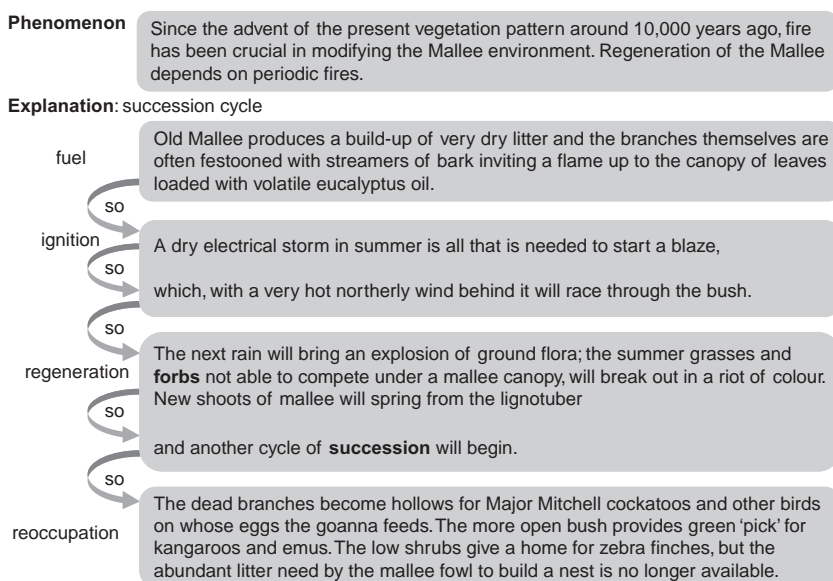 Phenomenon
Since the advent of the present vegetation pattern around 10,000 years ago, fire
has been crucial in modifying the Mallee environment. Regeneration of the Mallee
depends on periodic fires.
Explanation: succession cycle
fuel
Old Mallee produces a build-up of very dry litter and the branches themselves are
often festooned with streamers of bark inviting a flame up to the canopy of leaves
loaded with volatile eucalyptus oil.
so
ignition
A dry electrical storm in summer is all that is needed to start a blaze,
so
which, with a very hot northerly wind behind it will race through the bush.
so
regeneration
The next rain will bring an explosion of ground flora; the summer grasses and
forbs not able to compete under a mallee canopy, will break out in a riot of colour.
New shoots of mallee will spring from the lignotuber
so
and another cycle of succession will begin.
so
reoccupation
The dead branches become hollows for Major Mitchell cockatoos and other birds
on whose eggs the goanna feeds. The more open bush provides green 'pick' for
kangaroos and emus. The low shrubs give a home for zebra finches, but the
abundant litter need by the mallee fowl to build a nest is no longer available.